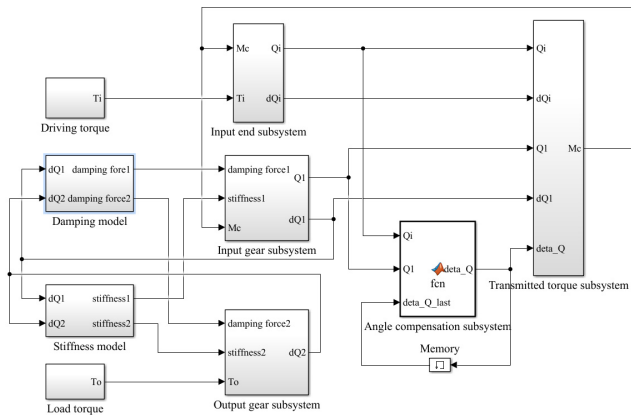 Mc Qi
Ti dQi
Input end subsystem
Ti
Driving torque
Qi
dQi
Q1 Mc
dQ1
deta_Q
Transmitted torque subsystem
dQ1 damping fore1
dQ2 damping force2
Damping model
damping force1 Q1
stiffness1
dQ1
Mc
Input gear subsystem
Qi
Q1 deta_Q
fcn
deta_Q_last
Angle compensation subsystem
Memory
dQ1 stiffness1
dQ2 stiffness2
Stiffness model
damping force2
stiffness2 dQ2
To
Output gear subsystem
To
Load torque